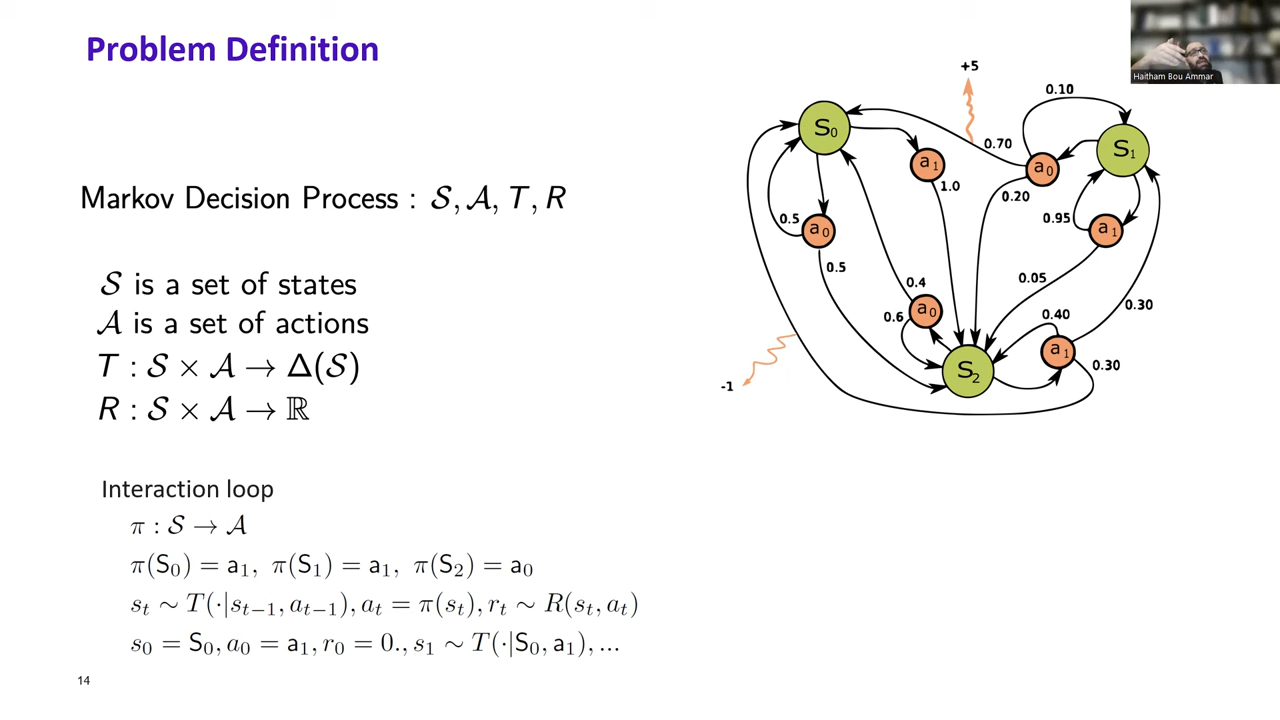 Problem Definition
Haitham Bou Ammar
Markov Decision Process : 𝒮, 𝒜, T, R
𝒮 is a set of states
𝒜 is a set of actions
T : 𝒮 × 𝒜 → Δ(𝒮)
R : 𝒮 × 𝒜 → ℝ
Interaction loop
π : 𝒮 → 𝒜
π(S₀) = a₁, π(S₁) = a₁, π(S₂) = a₀
sₜ ∼ T(·|sₜ₋₁, aₜ₋₁), aₜ = π(sₜ), rₜ ∼ R(sₜ, aₜ)
s₀ = S₀, a₀ = a₁, r₀ = 0., s₁ ∼ T(·|S₀, a₁), ...
14
+5
0.10
S₀
0.70
S₁
a₁
a₀
1.0
0.20
0.5
a₀
0.95
a₁
0.5
0.05
0.4
0.30
a₀
0.6
0.40
a₁
S₂
0.30
-1